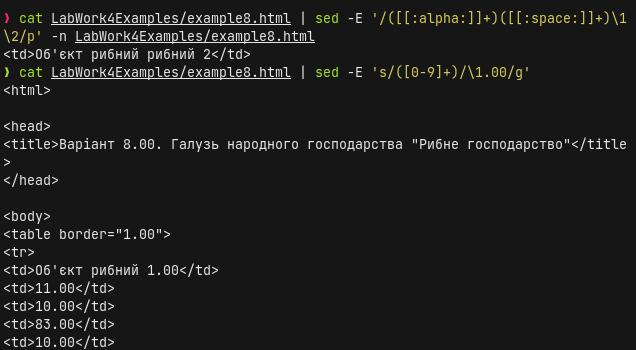 ❯ cat LabWork4Examples/example8.html | sed -E '/([[:alpha:]]+)([[:space:]]+)\1
\2/p' -n LabWork4Examples/example8.html
<td>Об'єкт рибний рибний 2</td>
❯ cat LabWork4Examples/example8.html | sed -E 's/([0-9]+)/\1.00/g'
<html>
<head>
<title>Варіант 8.00. Галузь народного господарства "Рибне господарство"</title
>
</head>
<body>
<table border="1.00">
<tr>
<td>Об'єкт рибний 1.00</td>
<td>11.00</td>
<td>10.00</td>
<td>83.00</td>
<td>10.00</td>